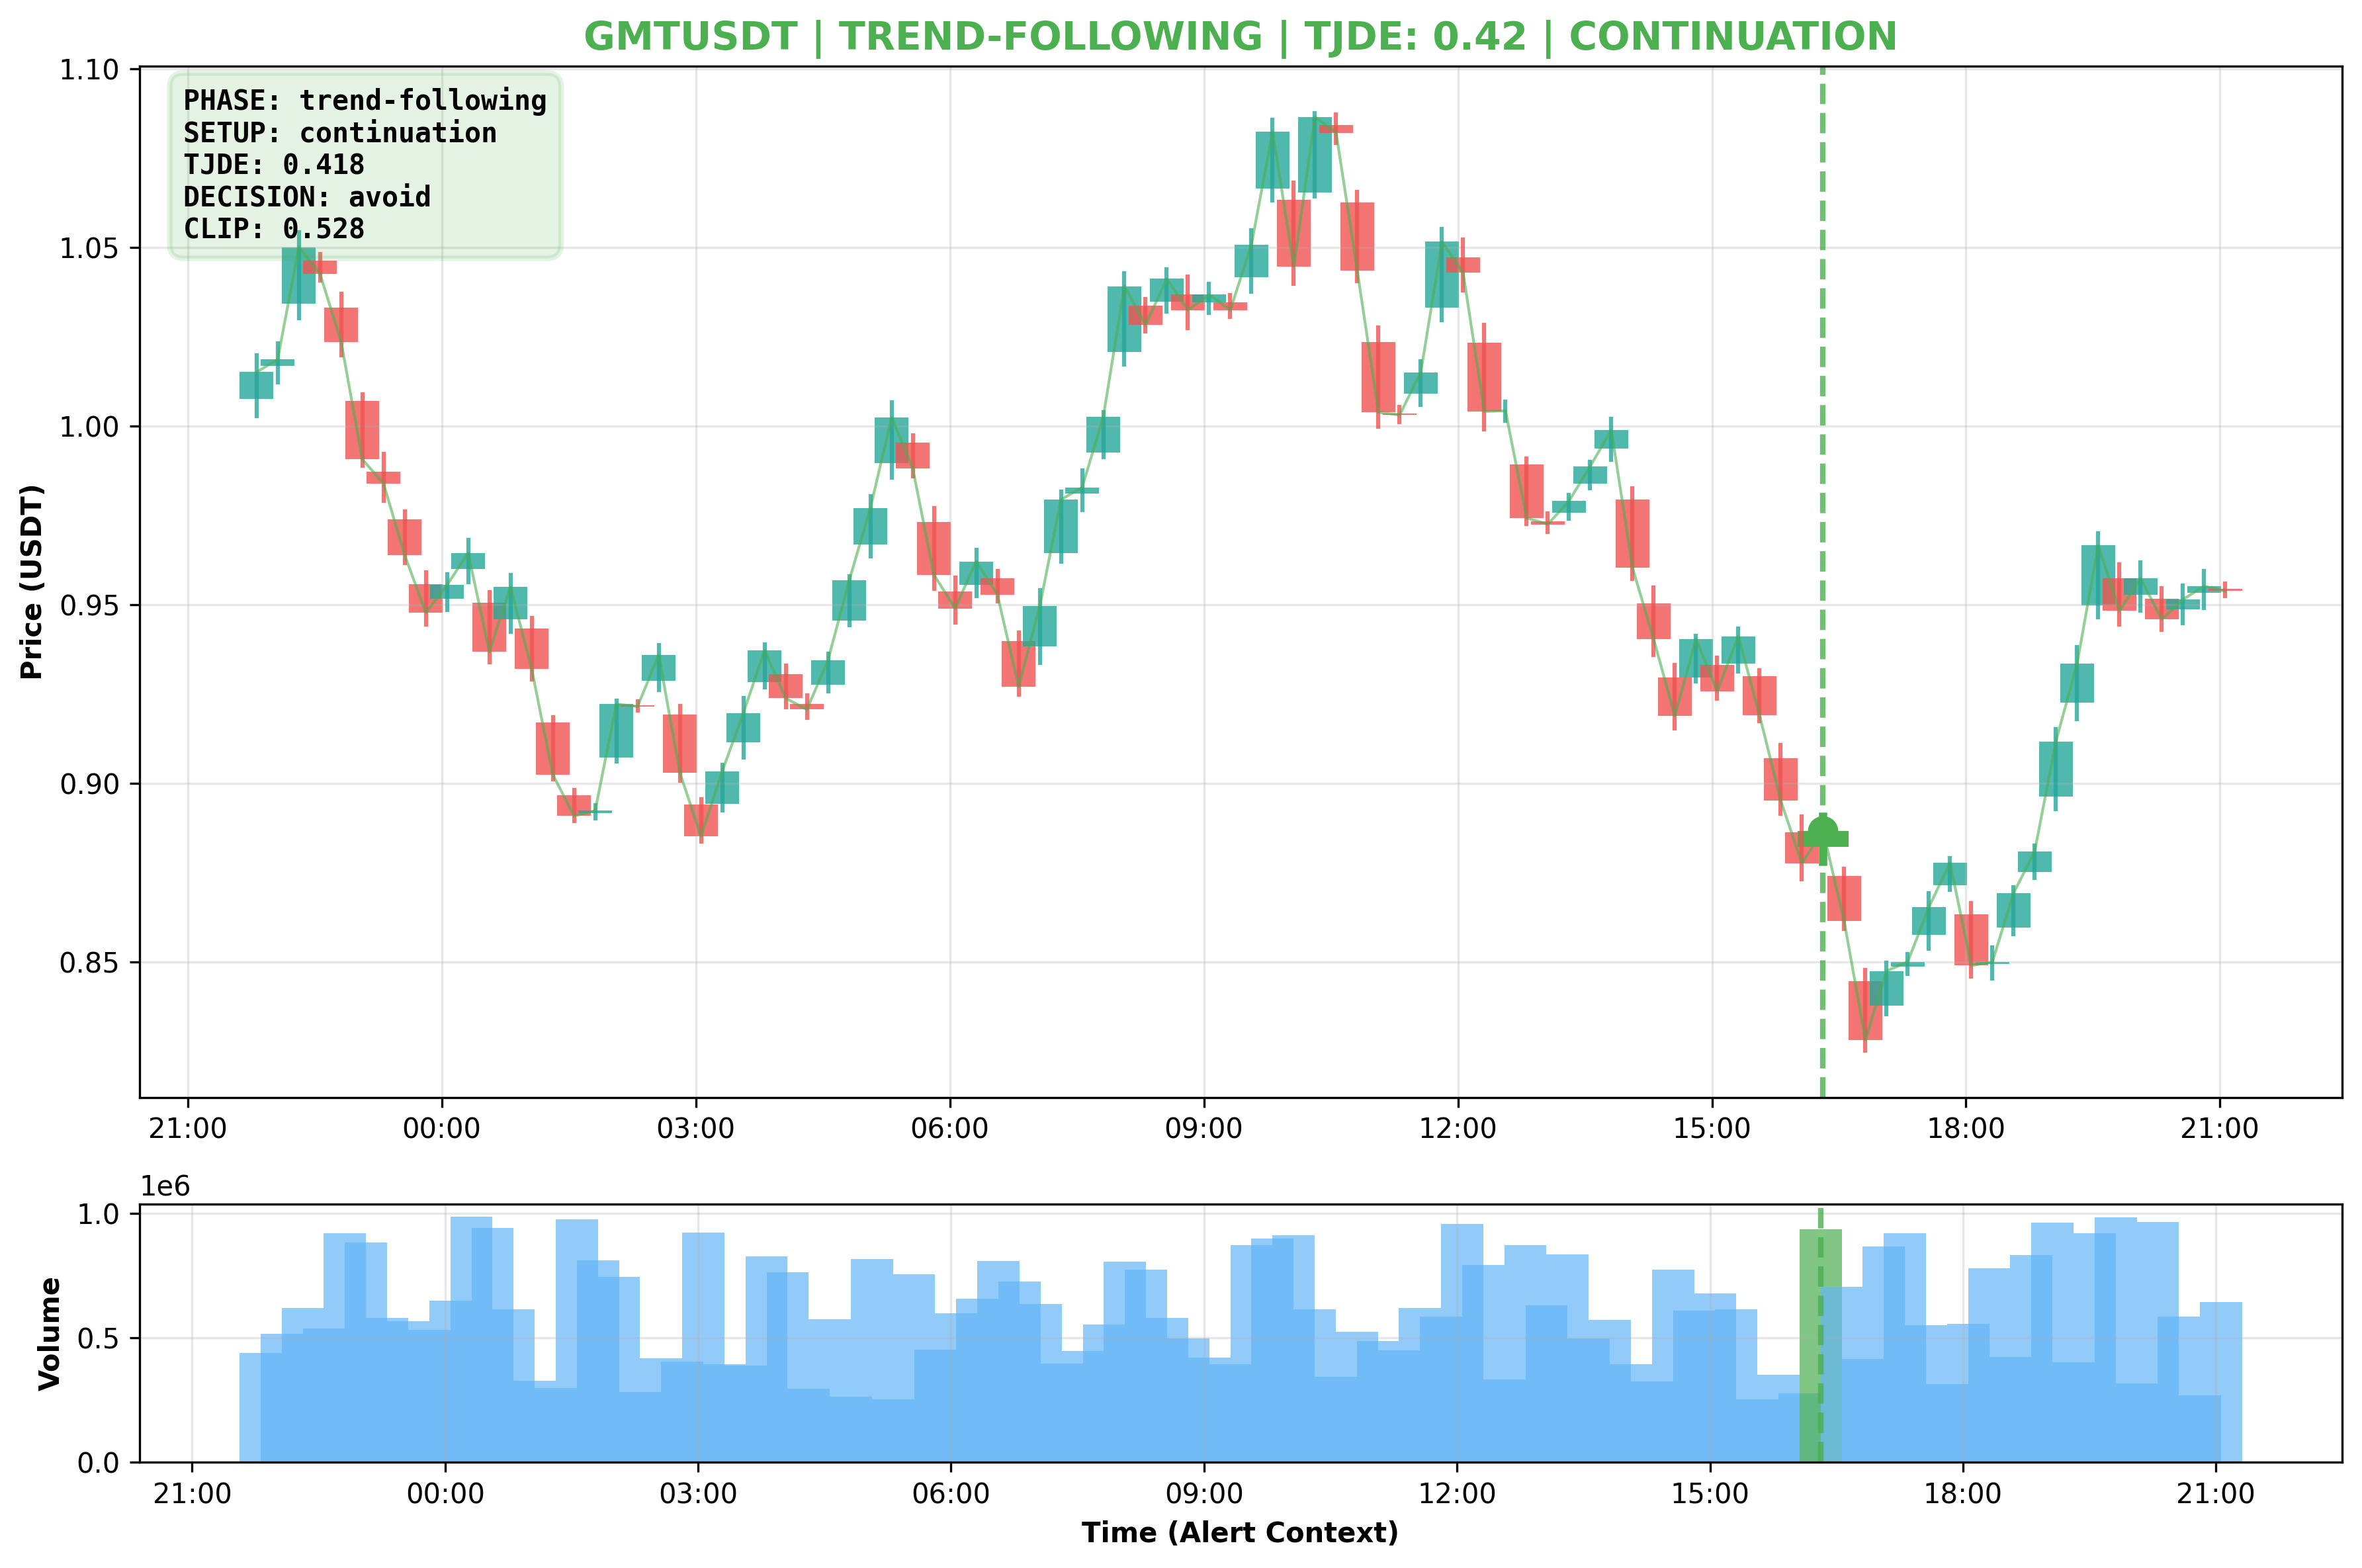 GMTUSDT | TREND-FOLLOWING | TJDE: 0.42 | CONTINUATION
PHASE: trend-following
SETUP: continuation
TJDE: 0.418
DECISION: avoid
CLIP: 0.528
Price (USDT)
1.10
1.05
1.00
0.95
0.90
0.85
21:00 00:00 03:00 06:00 09:00 12:00 15:00 18:00 21:00
1e6
Volume
1.0
0.5
0.0
21:00 00:00 03:00 06:00 09:00 12:00 15:00 18:00 21:00
Time (Alert Context)